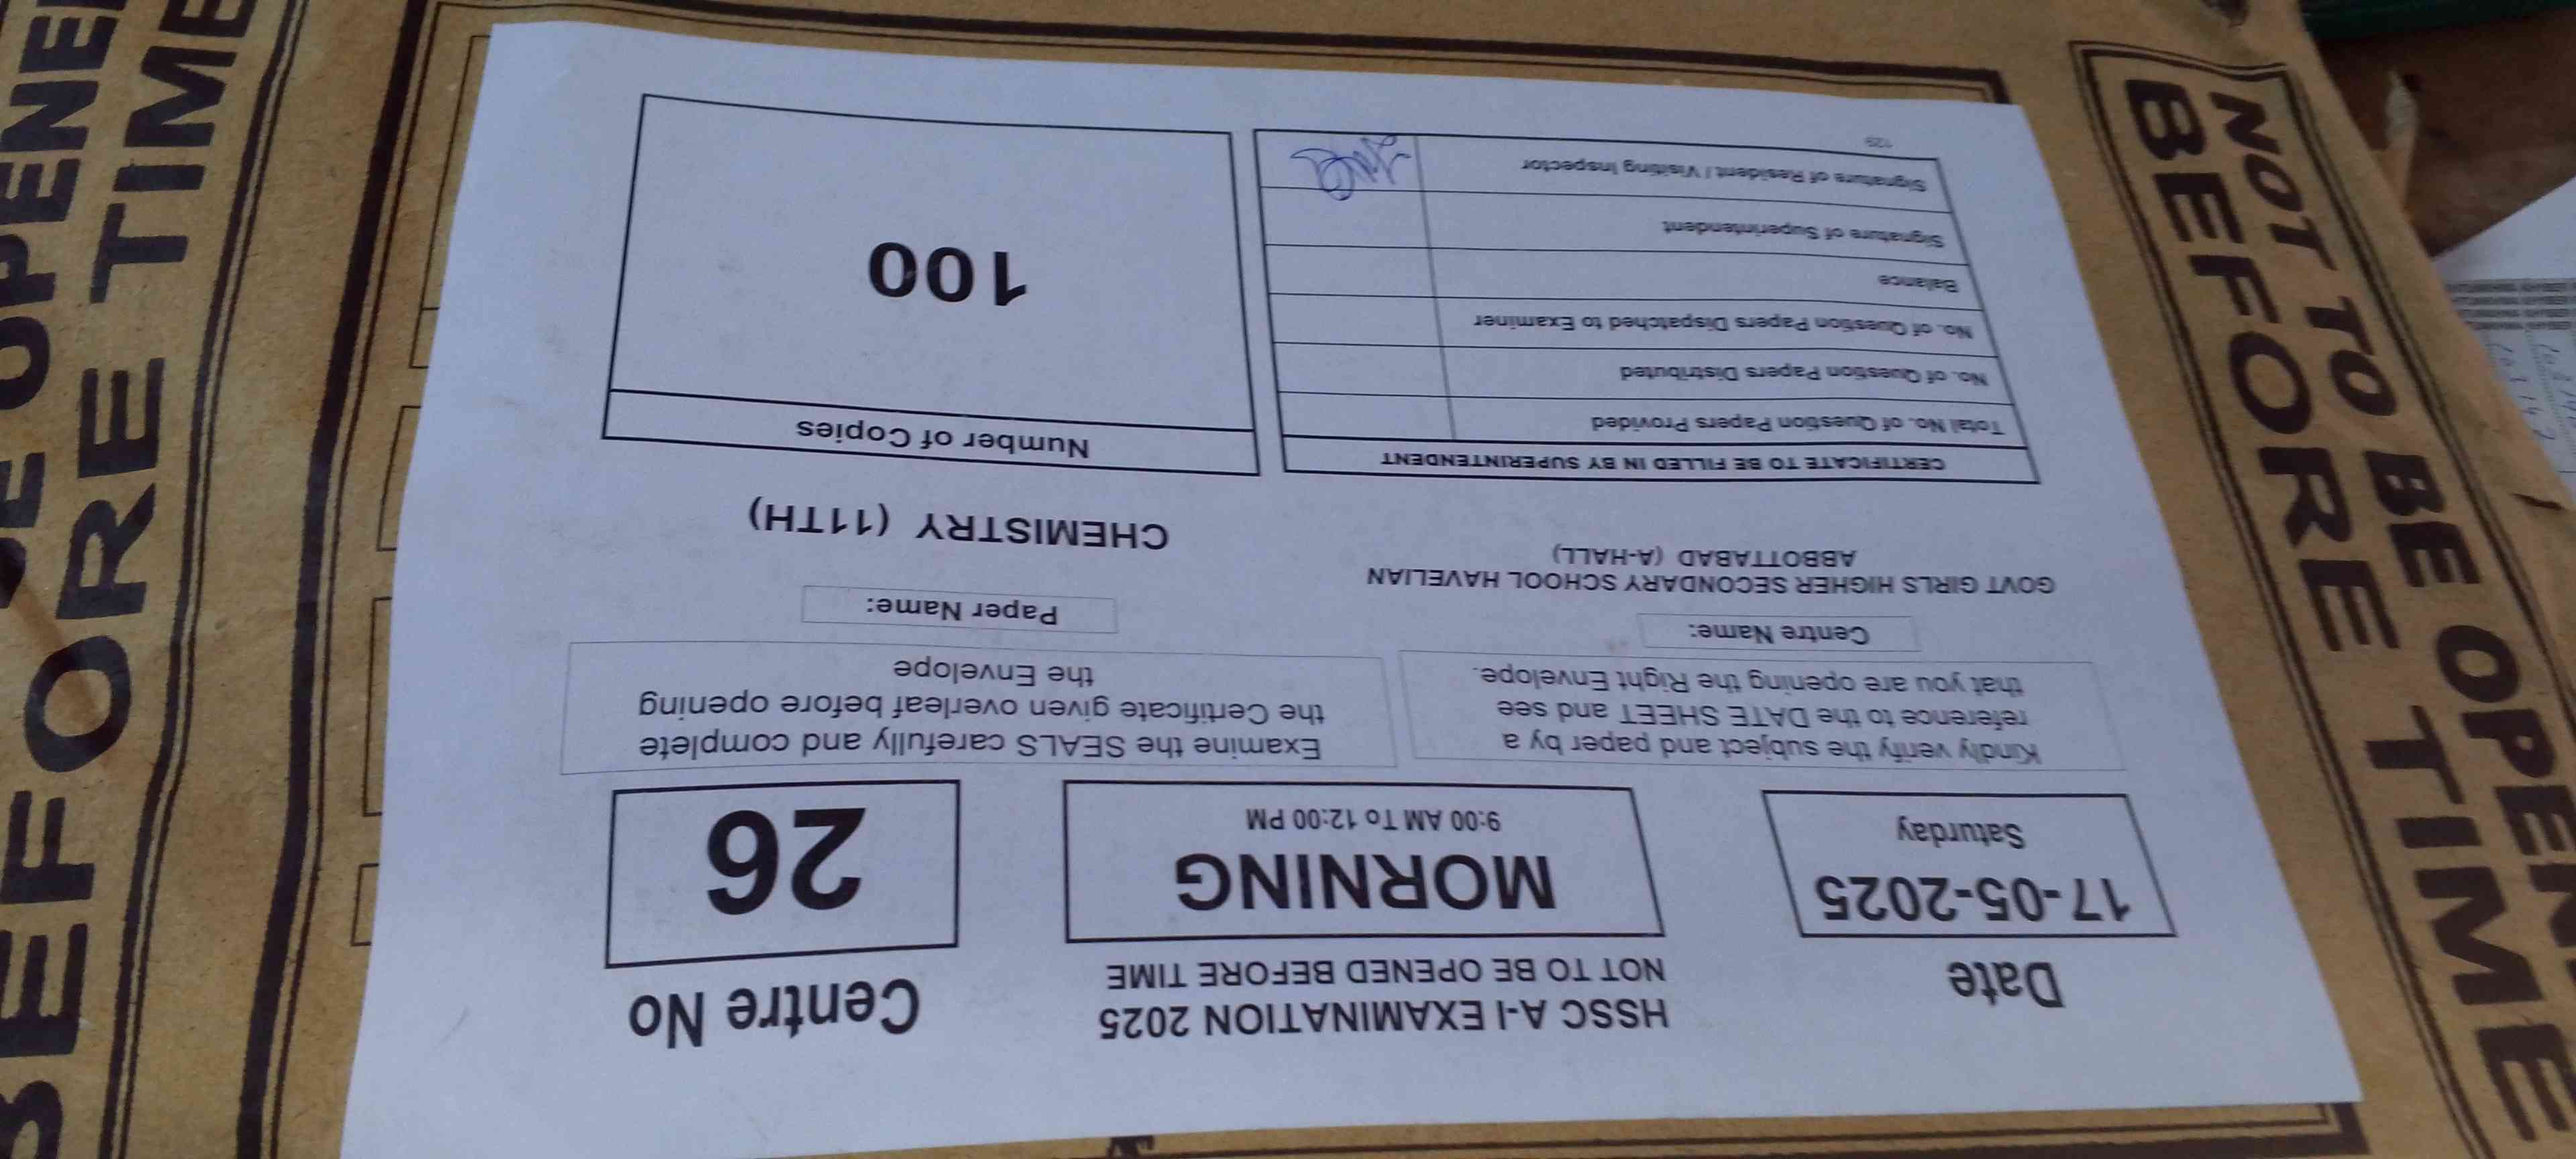 HSSC A-I EXAMINATION 2025
NOT TO BE OPENED BEFORE TIME
Date
17-05-2025
Saturday
MORNING
9:00 AM To 12:00 PM
Centre No
26
Kindly verify the subject and paper by a
reference to the DATE SHEET and see
that you are opening the Right Envelope.
Examine the SEALS carefully and complete
the Certificate given overleaf before opening
the Envelope
Centre Name:
GOVT GIRLS HIGHER SECONDARY SCHOOL HAVELIAN
ABBOTTABAD (A-HALL)
Paper Name:
CHEMISTRY (11TH)
CERTIFICATE TO BE FILLED IN BY SUPERINTENDENT
Total No. of Question Papers Provided
No. of Question Papers Distributed
No. of Question Papers Dispatched to Examiner
Balance
Signature of Superintendent
Signature of Resident / Visiting Inspector
129
Number of Copies
100
NOT TO BE OPENE
BEFORE TIME
E OPENE
BEFORE TIME